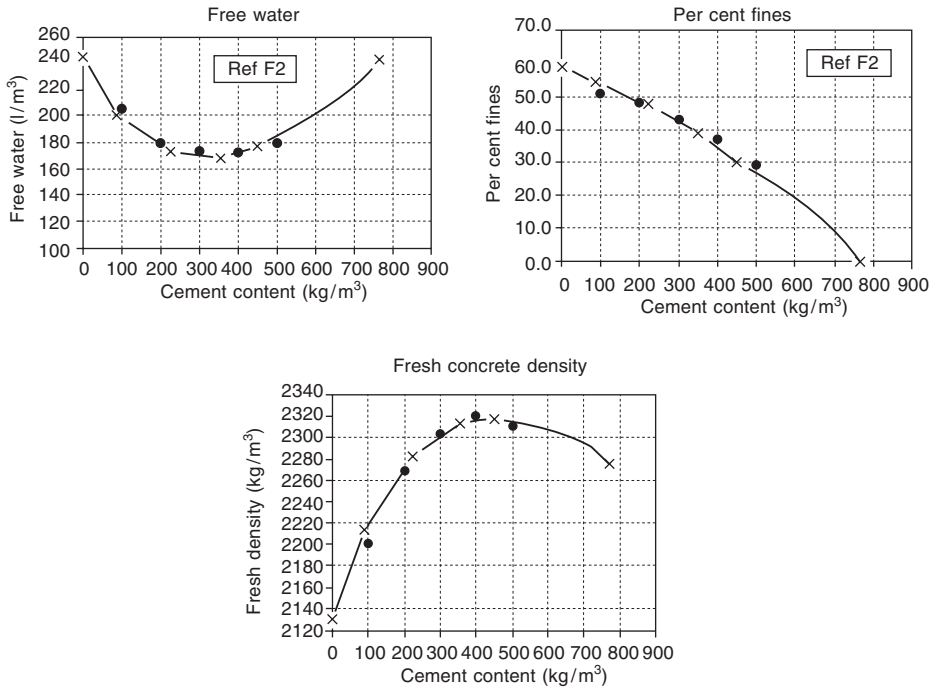 Free water
260
240
220
200
180
160
140
120
100
Free water (l/m³)
Ref F2
0 100 200 300 400 500 600 700 800 900
Cement content (kg/m³)
Per cent fines
70.0
60.0
50.0
40.0
30.0
20.0
10.0
0.0
Per cent fines
Ref F2
0 100 200 300 400 500 600 700 800 900
Cement content (kg/m³)
Fresh concrete density
2340
2320
2300
2280
2260
2240
2220
2200
2180
2160
2140
2120
Fresh density (kg/m³)
0 100 200 300 400 500 600 700 800 900
Cement content (kg/m³)